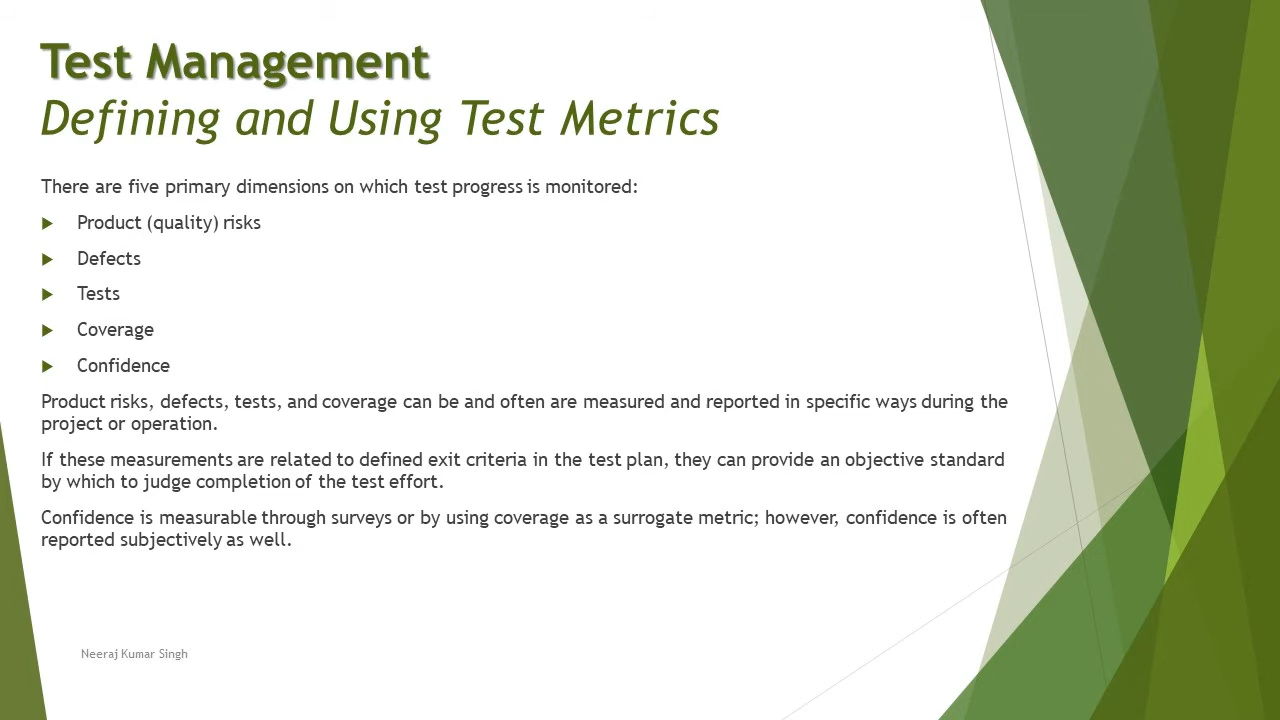 Test Management
Defining and Using Test Metrics
There are five primary dimensions on which test progress is monitored:
Product (quality) risks
Defects
Tests
Coverage
Confidence
Product risks, defects, tests, and coverage can be and often are measured and reported in specific ways during the
project or operation.
If these measurements are related to defined exit criteria in the test plan, they can provide an objective standard
by which to judge completion of the test effort.
Confidence is measurable through surveys or by using coverage as a surrogate metric; however, confidence is often
reported subjectively as well.
Neeraj Kumar Singh